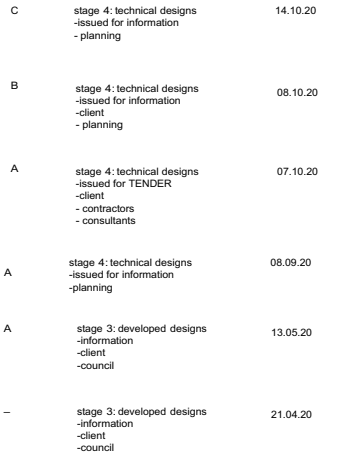 C stage 4: technical designs 14.10.20
-issued for information
- planning
B stage 4: technical designs 08.10.20
-issued for information
-client
- planning
A stage 4: technical designs 07.10.20
-issued for TENDER
-client
- contractors
- consultants
A stage 4: technical designs 08.09.20
-issued for information
-planning
A stage 3: developed designs 13.05.20
-information
-client
-council
– stage 3: developed designs 21.04.20
-information
-client
-council